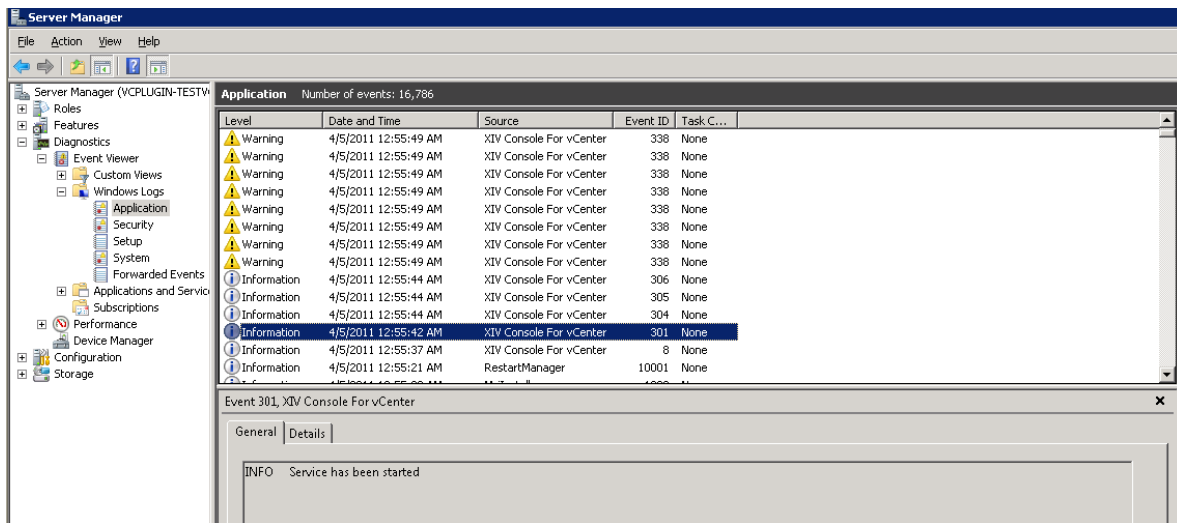 Server Manager
File Action View Help
Server Manager (VCPLUGIN-TESTV
Roles
Features
Diagnostics
Event Viewer
Custom Views
Windows Logs
Application
Security
Setup
System
Forwarded Events
Applications and Servic
Subscriptions
Performance
Device Manager
Configuration
Storage
Application Number of events: 16,786
Level Date and Time Source Event ID Task C...
Warning 4/5/2011 12:55:49 AM XIV Console For vCenter 338 None
Warning 4/5/2011 12:55:49 AM XIV Console For vCenter 338 None
Warning 4/5/2011 12:55:49 AM XIV Console For vCenter 338 None
Warning 4/5/2011 12:55:49 AM XIV Console For vCenter 338 None
Warning 4/5/2011 12:55:49 AM XIV Console For vCenter 338 None
Warning 4/5/2011 12:55:49 AM XIV Console For vCenter 338 None
Warning 4/5/2011 12:55:49 AM XIV Console For vCenter 338 None
Warning 4/5/2011 12:55:49 AM XIV Console For vCenter 338 None
Information 4/5/2011 12:55:44 AM XIV Console For vCenter 306 None
Information 4/5/2011 12:55:44 AM XIV Console For vCenter 305 None
Information 4/5/2011 12:55:44 AM XIV Console For vCenter 304 None
Information 4/5/2011 12:55:42 AM XIV Console For vCenter 301 None
Information 4/5/2011 12:55:37 AM XIV Console For vCenter 8 None
Information 4/5/2011 12:55:21 AM RestartManager 10001 None
Event 301, XIV Console For vCenter
General Details
INFO Service has been started